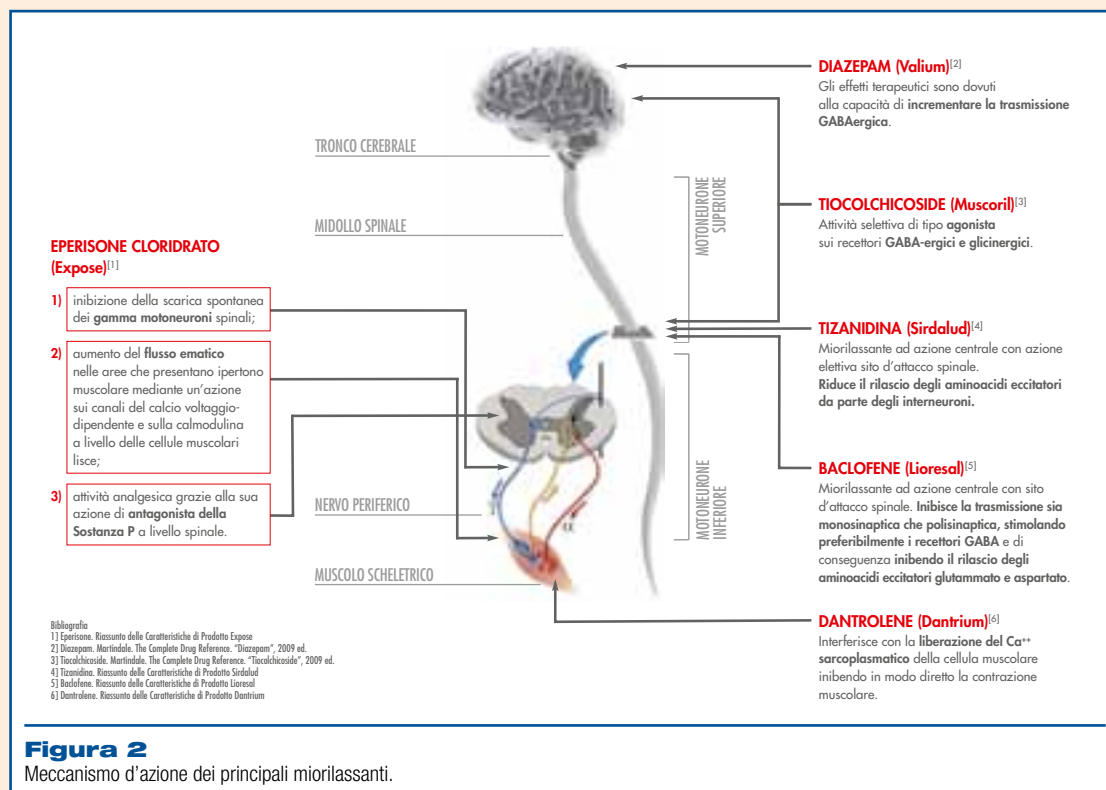 TRONCO CEREBRALE
MIDOLLO SPINALE
NERVO PERIFERICO
MUSCOLO SCHELETRICO
MOTONEURONE
SUPERIORE
MOTONEURONE
INFERIORE
EPERISONE CLORIDRATO
(Expose)[1]
1) inibizione della scarica spontanea
dei gamma motoneuroni spinali;
2) aumento del flusso ematico
nelle aree che presentano ipertono
muscolare mediante un'azione
sui canali del calcio voltaggio-
dipendente e sulla calmodulina
a livello delle cellule muscolari
lisce;
3) attività analgesica grazie alla sua
azione di antagonista della
Sostanza P a livello spinale.
DIAZEPAM (Valium)[2]
Gli effetti terapeutici sono dovuti
alla capacità di incrementare la trasmissione
GABAergica.
TIOCOLCHICOSIDE (Muscoril)[3]
Attività selettiva di tipo agonista
sui recettori GABA-ergici e glicinergici.
TIZANIDINA (Sirdalud)[4]
Miorilassante ad azione centrale con azione
elettiva sito d'attacco spinale.
Riduce il rilascio degli aminoacidi eccitatori
da parte degli interneuroni.
BACLOFENE (Lioresal)[5]
Miorilassante ad azione centrale con sito
d'attacco spinale. Inibisce la trasmissione sia
monosinaptica che polisinaptica, stimolando
preferibilmente i recettori GABA e di
conseguenza inibendo il rilascio degli
aminoacidi eccitatori glutammato e aspartato.
DANTROLENE (Dantrium)[6]
Interferisce con la liberazione del Ca++
sarcoplasmatico della cellula muscolare
inibendo in modo diretto la contrazione
muscolare.
Bibliografia
1] Eperisone. Riassunto delle Caratteristiche di Prodotto Expose
2] Diazepam. Martindale. The Complete Drug Reference. "Diazepam", 2009 ed.
3] Tiocolchicoside. Martindale. The Complete Drug Reference. "Tiocolchicoside", 2009 ed.
4] Tizanidina. Riassunto delle Caratteristiche di Prodotto Sirdalud
5] Baclofene. Riassunto delle Caratteristiche di Prodotto Lioresal
6] Dantrolene. Riassunto delle Caratteristiche di Prodotto Dantrium
Figura 2
Meccanismo d'azione dei principali miorilassanti.